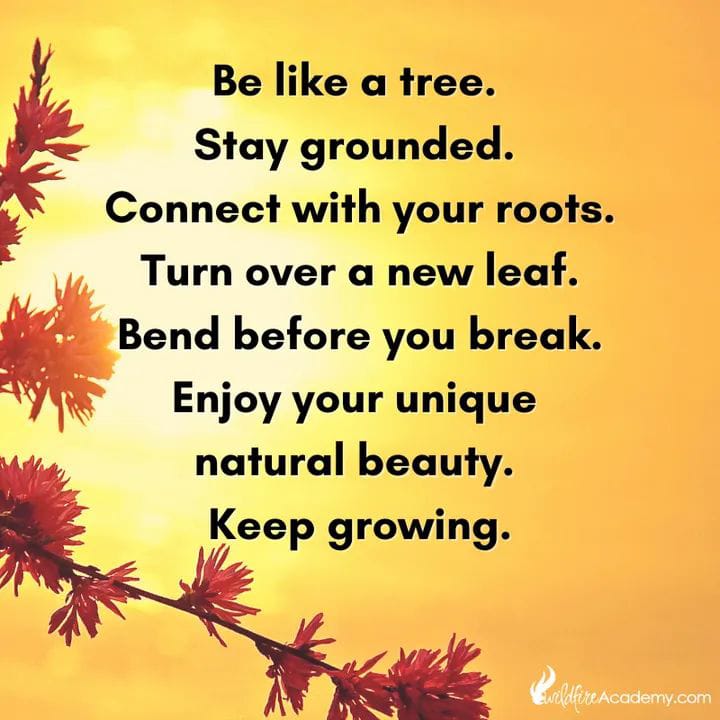 Be like a tree.
Stay grounded.
Connect with your roots.
Turn over a new leaf.
Bend before you break.
Enjoy your unique
natural beauty.
Keep growing.
wildfireAcademy.com